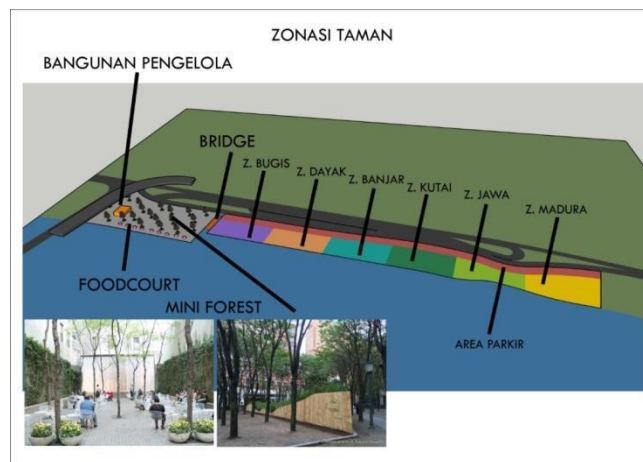 ZONASI TAMAN
BANGUNAN PENGELOLA
BRIDGE
Z. BUGIS
Z. DAYAK
Z. BANJAR
Z. KUTAI
Z. JAWA
Z. MADURA
FOODCOURT
MINI FOREST
AREA PARKIR